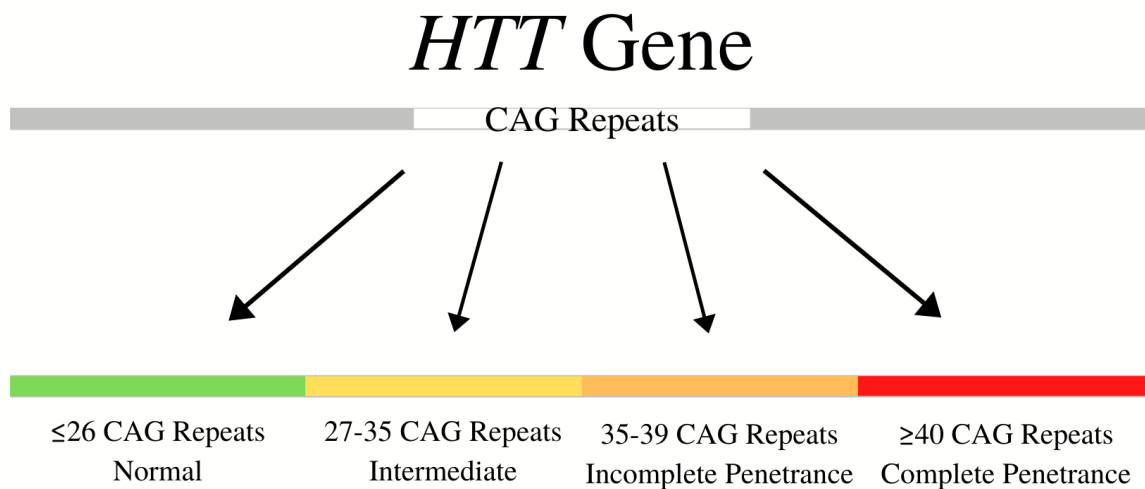 HTT Gene
CAG Repeats
≤26 CAG Repeats
Normal
27-35 CAG Repeats
Intermediate
35-39 CAG Repeats
Incomplete Penetrance
≥40 CAG Repeats
Complete Penetrance